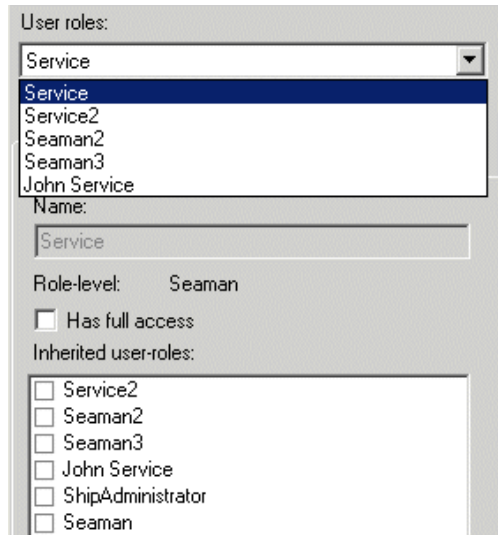 User roles:
Service
Service
Service2
Seaman2
Seaman3
John Service
Name:
Service
Role-level: Seaman
Has full access
Inherited user-roles:
Service2
Seaman2
Seaman3
John Service
ShipAdministrator
Seaman